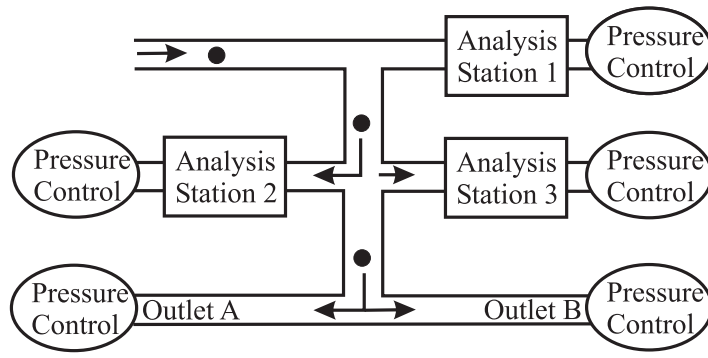 Analysis
Station 1
Pressure
Control
Pressure
Control
Analysis
Station 2
Analysis
Station 3
Pressure
Control
Pressure
Control
Outlet A
Outlet B
Pressure
Control